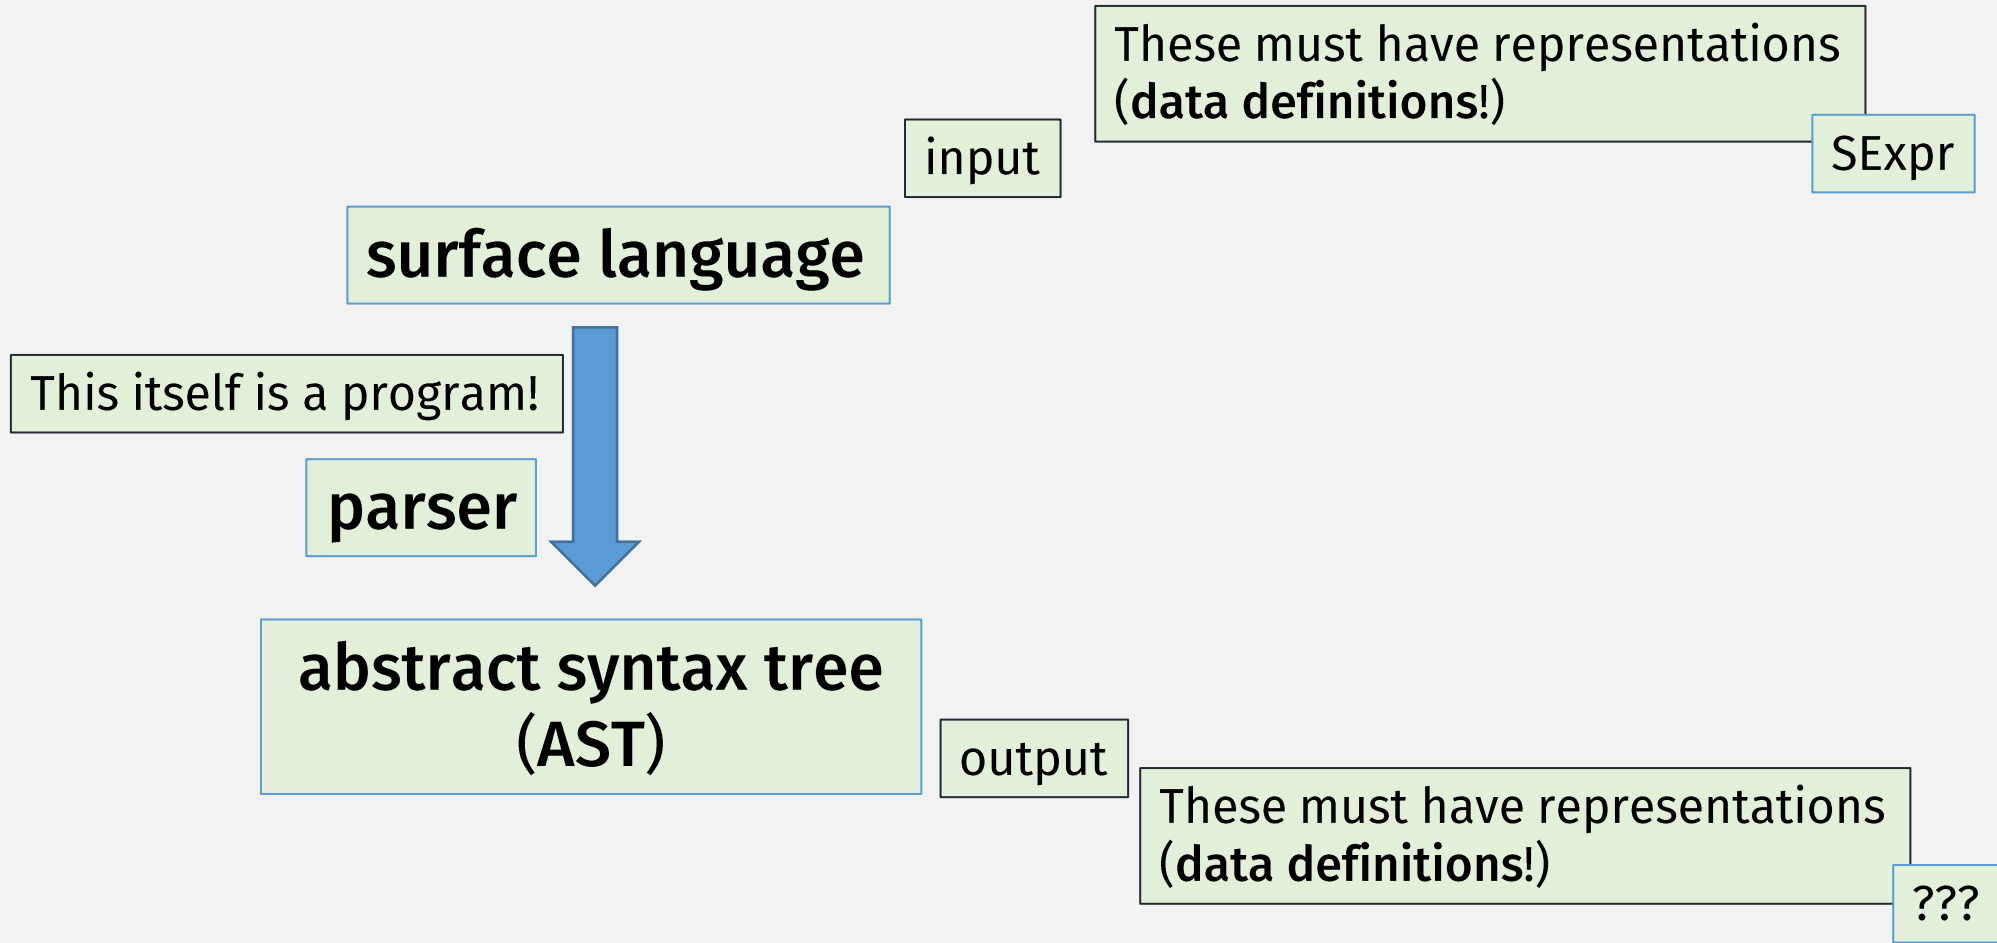 These must have representations
(data definitions!)
input
SExpr
surface language
This itself is a program!
parser
abstract syntax tree
(AST)
output
These must have representations
(data definitions!)
???